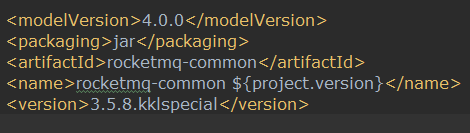 <modelVersion>4.0.0</modelVersion>
<packaging>jar</packaging>
<artifactId>rocketmq-common</artifactId>
<name>rocketmq-common ${project.version}</name>
<version>3.5.8.kklspecial</version>